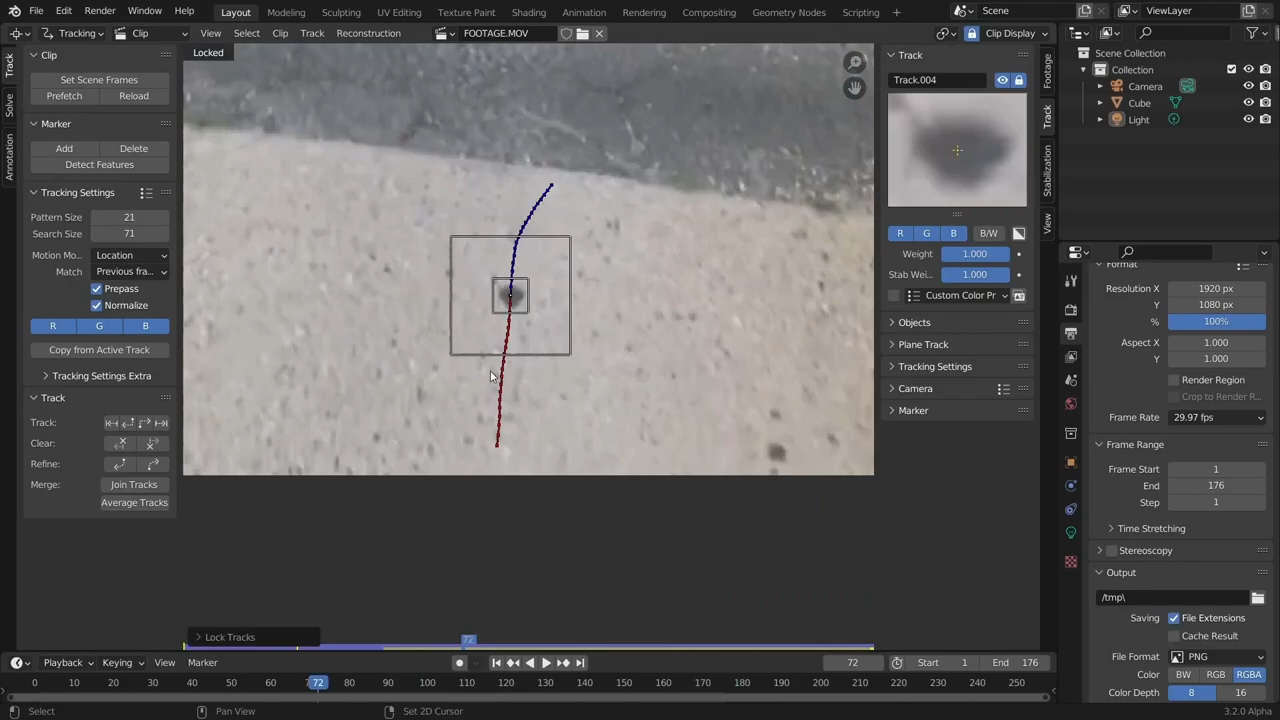 File Edit Render Window Help Layout Modeling Sculpting UV Editing Texture Paint Shading Animation Rendering Compositing Geometry Nodes Scripting + Scene ViewLayer
Tracking Clip View Select Clip Track Reconstruction FOOTAGE.MOV Clip Display
Locked
Track
Solve
Annotation
Clip
Set Scene Frames
Prefetch Reload
Marker
Add Delete
Detect Features
Tracking Settings
Pattern Size 21
Search Size 71
Motion Mo... Location
Match Previous fra...
Prepass
Normalize
R G B
Copy from Active Track
Tracking Settings Extra
Track
Track:
Clear:
Refine:
Merge: Join Tracks
Average Tracks
Lock Tracks
72
Track
Track.004
R G B B/W
Weight 1.000
Stab Wei... 1.000
Custom Color Pr
Objects
Plane Track
Tracking Settings
Camera
Marker
Footage
Track
Stabilization
View
Scene Collection
Collection
Camera
Cube
Light
Format
Resolution X 1920 px
Y 1080 px
% 100%
Aspect X 1.000
Y 1.000
Render Region
Crop to Render R...
Frame Rate 29.97 fps
Frame Range
Frame Start 1
End 176
Step 1
Time Stretching
Stereoscopy
Output
/tmp\
Saving File Extensions
Cache Result
File Format PNG
Color BW RGB RGBA
Color Depth 8 16
Playback Keying View Marker 72 Start 1 End 176
0 10 20 30 40 50 60 72 80 90 100 110 120 130 140 150 160 170 180 190 200 210 220 230 240 250
Select Pan View Set 2D Cursor 3.2.0 Alpha